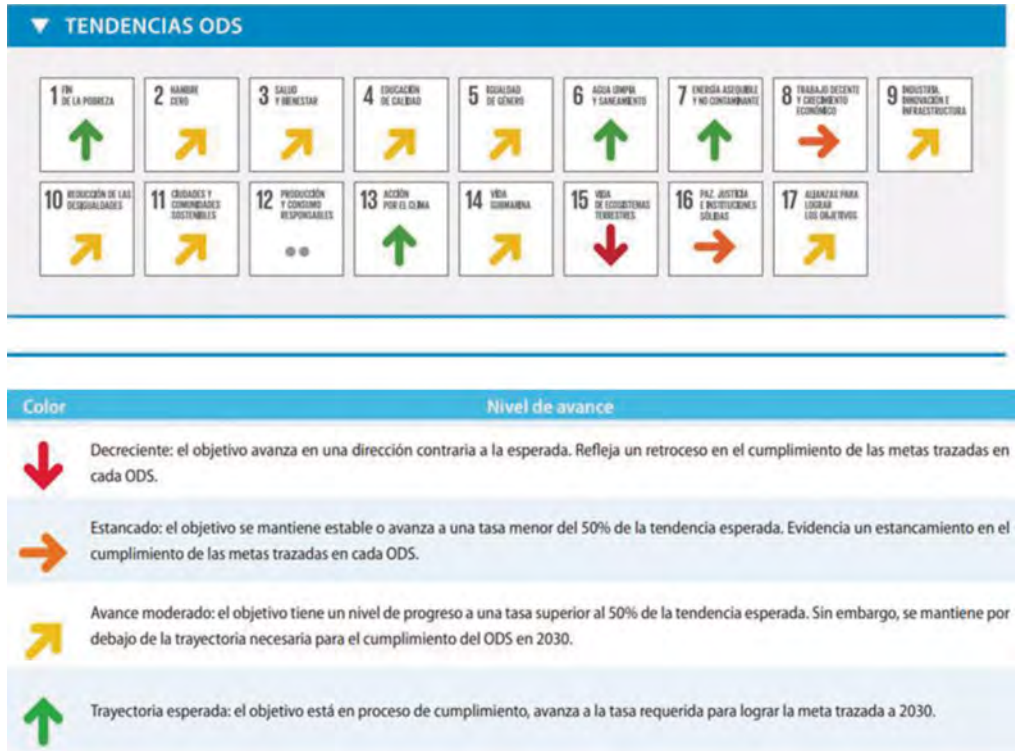 TENDENCIAS ODS
1 FIN DE LA POBREZA
2 HAMBRE CERO
3 SALUD Y BIENESTAR
4 EDUCACIÓN DE CALIDAD
5 IGUALDAD DE GÉNERO
6 AGUA LIMPIA Y SANEAMIENTO
7 ENERGÍA ASEQUIBLE Y NO CONTAMINANTE
8 TRABAJO DECENTE Y CRECIMIENTO ECONÓMICO
9 INDUSTRIA, INNOVACIÓN E INFRAESTRUCTURA
10 REDUCCIÓN DE LAS DESIGUALDADES
11 CIUDADES Y COMUNIDADES SOSTENIBLES
12 PRODUCCIÓN Y CONSUMO RESPONSABLES
13 ACCIÓN POR EL CLIMA
14 VIDA SUBMARINA
15 VIDA DE ECOSISTEMAS TERRESTRES
16 PAZ, JUSTICIA E INSTITUCIONES SÓLIDAS
17 ALIANZAS PARA LOGRAR LOS OBJETIVOS
Color Nivel de avance
Decreciente: el objetivo avanza en una dirección contraria a la esperada. Refleja un retroceso en el cumplimiento de las metas trazadas en
cada ODS.
Estancado: el objetivo se mantiene estable o avanza a una tasa menor del 50% de la tendencia esperada. Evidencia un estancamiento en el
cumplimiento de las metas trazadas en cada ODS.
Avance moderado: el objetivo tiene un nivel de progreso a una tasa superior al 50% de la tendencia esperada. Sin embargo, se mantiene por
debajo de la trayectoria necesaria para el cumplimiento del ODS en 2030.
Trayectoria esperada: el objetivo está en proceso de cumplimiento, avanza a la tasa requerida para lograr la meta trazada a 2030.